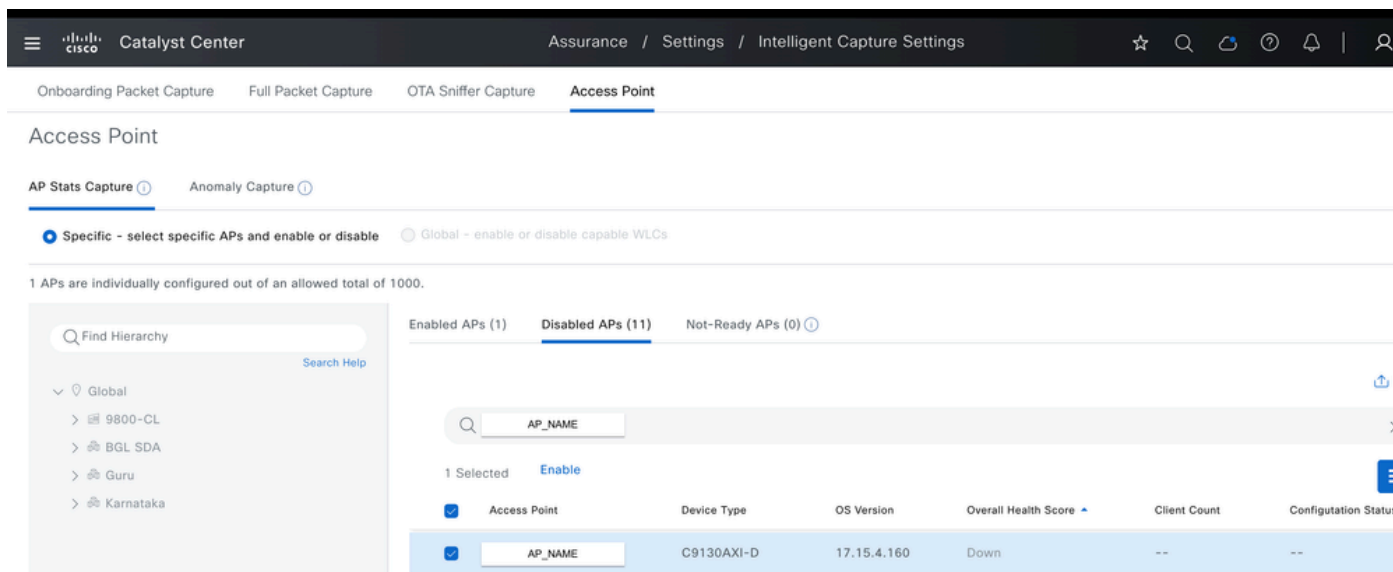 cisco Catalyst Center Assurance / Settings / Intelligent Capture Settings
Onboarding Packet Capture Full Packet Capture OTA Sniffer Capture Access Point
Access Point
AP Stats Capture Anomaly Capture
Specific - select specific APs and enable or disable Global - enable or disable capable WLCs
1 APs are individually configured out of an allowed total of 1000.
Find Hierarchy
Search Help
Global
9800-CL
BGL SDA
Guru
Karnataka
Enabled APs (1) Disabled APs (11) Not-Ready APs (0)
AP_NAME
1 Selected Enable
Access Point Device Type OS Version Overall Health Score Client Count Configutation Status
AP_NAME C9130AXI-D 17.15.4.160 Down -- --